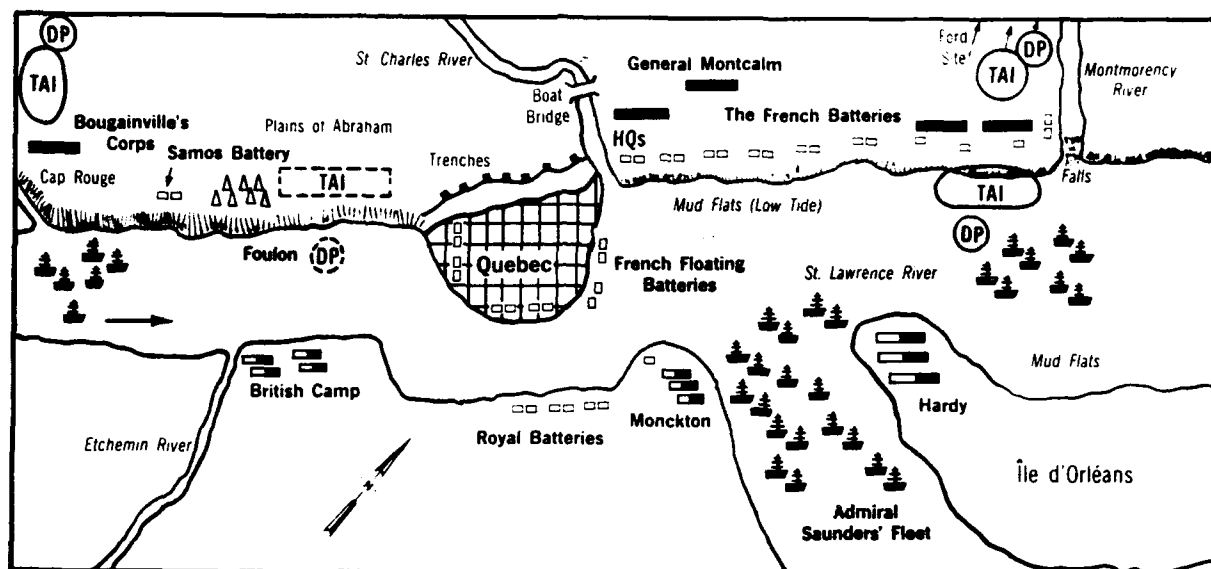 DP
TAI
St Charles River
General Montcalm
Ford
Site
DP
TAI
Montmorency
River
Boat
Bridge
Bougainville's
Corps
Plains of Abraham
HQs
The French Batteries
Samos Battery
Trenches
TAI
Cap Rouge
TAI
Falls
Mud Flats (Low Tide)
Foulon
DP
Quebec
French Floating
Batteries
DP
St. Lawrence River
Mud Flats
British Camp
Monckton
Hardy
Royal Batteries
Etchemin River
N
Île d'Orléans
Admiral
Saunders' Fleet